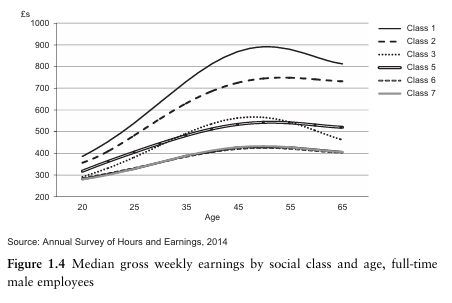 £s
1000
900
800
700
600
500
400
300
200
20 25 35 45 55 65
Age
Class 1
Class 2
Class 3
Class 5
Class 6
Class 7
Source: Annual Survey of Hours and Earnings, 2014
Figure 1.4 Median gross weekly earnings by social class and age, full-time
male employees